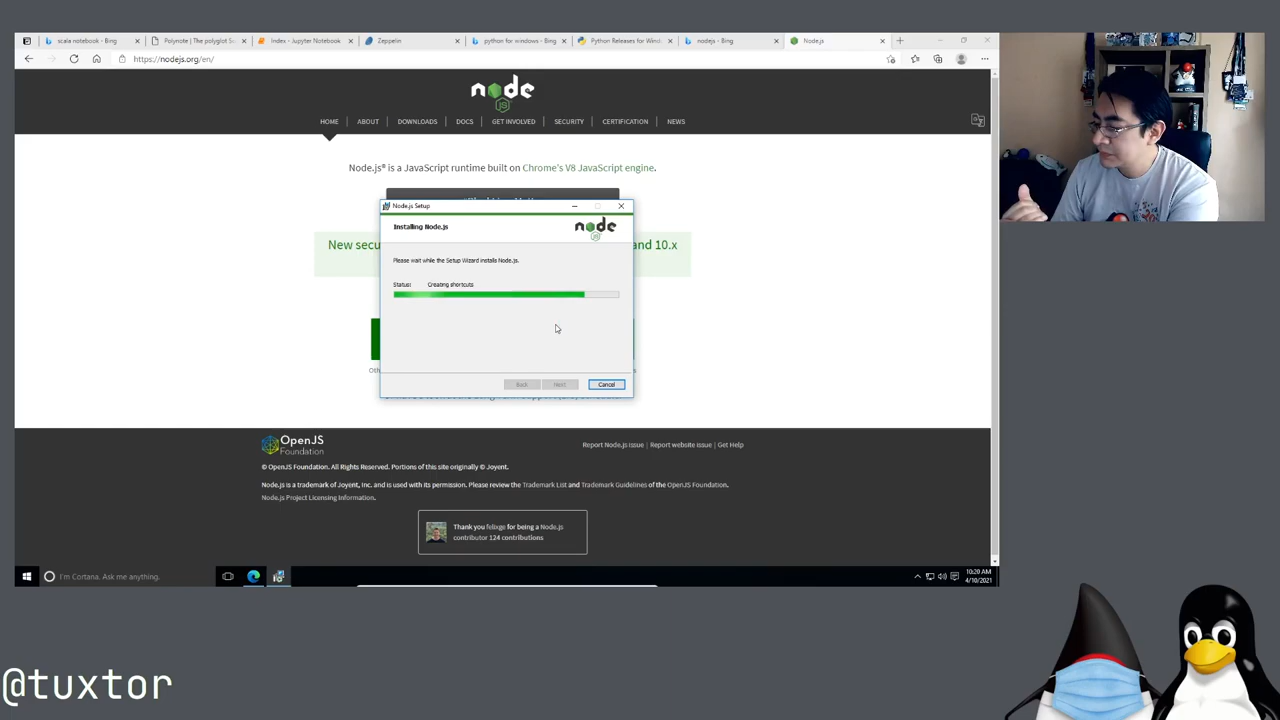 scala notebook - Bing
Polynote | The polyglot Sc
Index - Jupyter Notebook
Zeppelin
python for windows - Bing
Python Releases for Wind
nodejs - Bing
Node.js
https://nodejs.org/en/
node
JS
HOME
ABOUT
DOWNLOADS
DOCS
GET INVOLVED
SECURITY
CERTIFICATION
NEWS
Node.js® is a JavaScript runtime built on Chrome's V8 JavaScript engine.
New secu
and 10.x
Node.js Setup
Installing Node.js
node
JS
Please wait while the Setup Wizard installs Node.js.
Status: Creating shortcuts
Back
Next
Cancel
OpenJS
Foundation
Report Node.js issue | Report website issue | Get Help
© OpenJS Foundation. All Rights Reserved. Portions of this site originally © Joyent.
Node.js is a trademark of Joyent, Inc. and is used with its permission. Please review the Trademark List and Trademark Guidelines of the OpenJS Foundation.
Node.js Project Licensing Information.
Thank you felixge for being a Node.js
contributor 124 contributions
I'm Cortana. Ask me anything.
10:20 AM
4/10/2021
@tuxtor